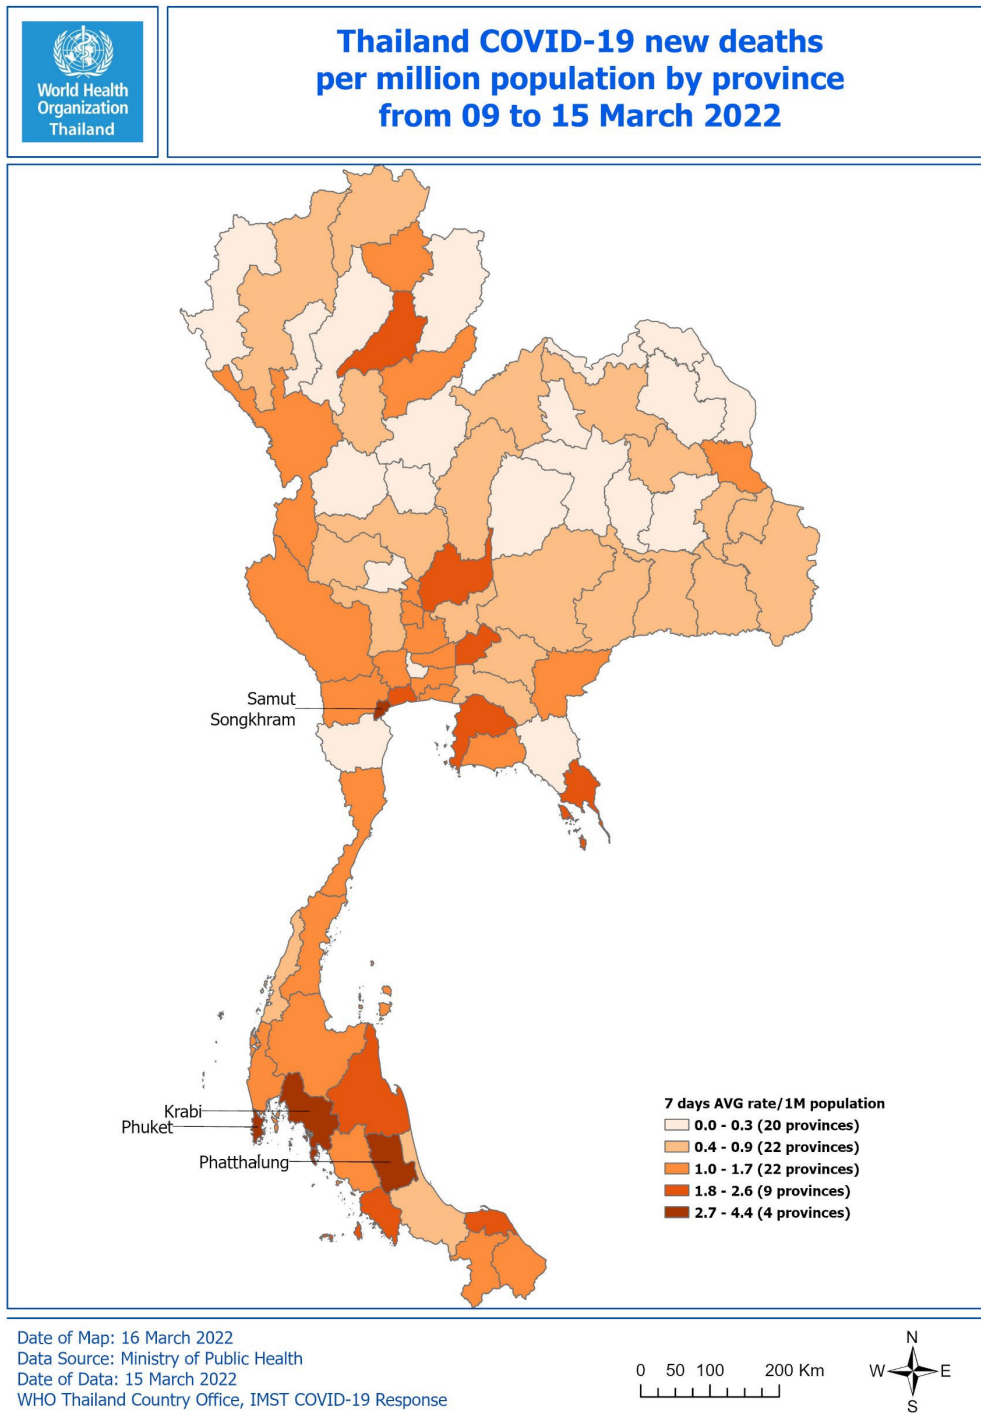 World Health
Organization
Thailand
Thailand COVID-19 new deaths
per million population by province
from 09 to 15 March 2022
Samut
Songkhram
Krabi
Phuket
Phatthalung
7 days AVG rate/1M population
0.0 - 0.3 (20 provinces)
0.4 - 0.9 (22 provinces)
1.0 - 1.7 (22 provinces)
1.8 - 2.6 (9 provinces)
2.7 - 4.4 (4 provinces)
Date of Map: 16 March 2022
Data Source: Ministry of Public Health
Date of Data: 15 March 2022
WHO Thailand Country Office, IMST COVID-19 Response
0 50 100 200 Km
N
W E
S